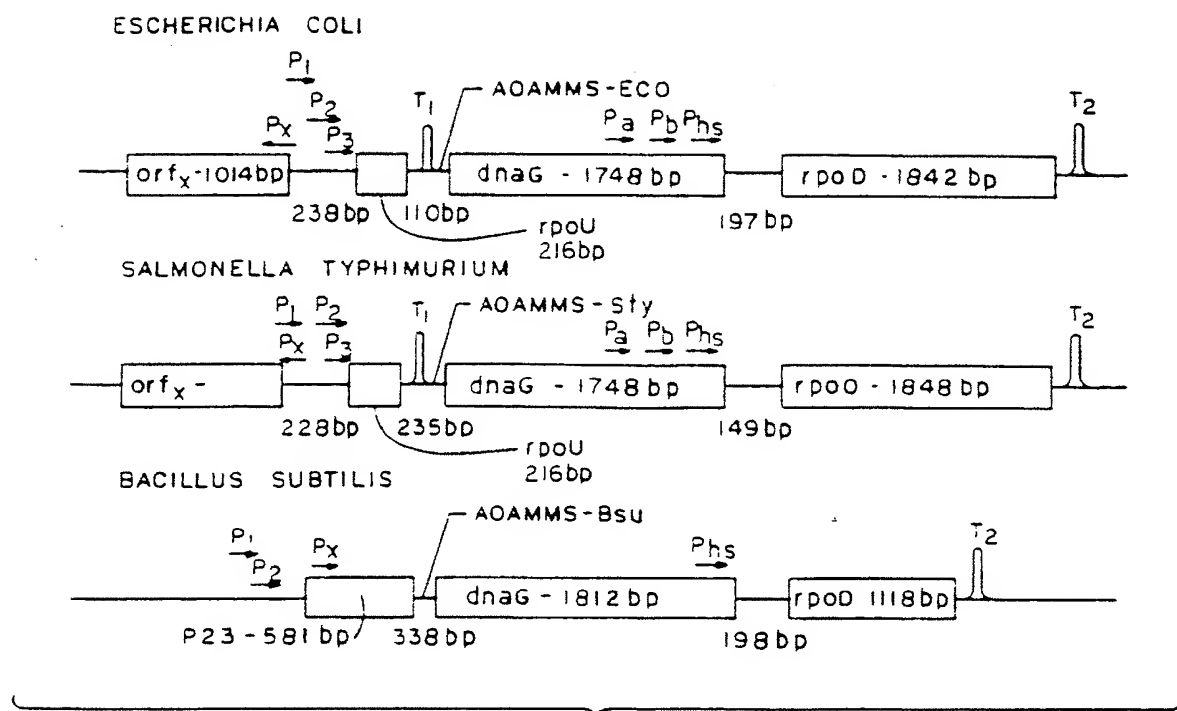 ESCHERICHIA COLI
P1
P2
Px
P3
T1
AOAMMS-ECO
Pa Pb Phs
T2
orfx-1014bp
dnaG - 1748 bp
rpoD - 1842 bp
238bp
110bp
rpoU
216bp
197bp
SALMONELLA TYPHIMURIUM
P1 P2
Px P3
T1
AOAMMS-Sty
Pa Pb Phs
T2
orfx -
dnaG - 1748 bp
rpoD - 1848 bp
228bp
235bp
rpoU
216bp
149bp
BACILLUS SUBTILIS
P1
P2
Px
AOAMMS-Bsu
Phs
T2
dnaG - 1812 bp
rpoD 1118bp
P23-581bp
338bp
198bp